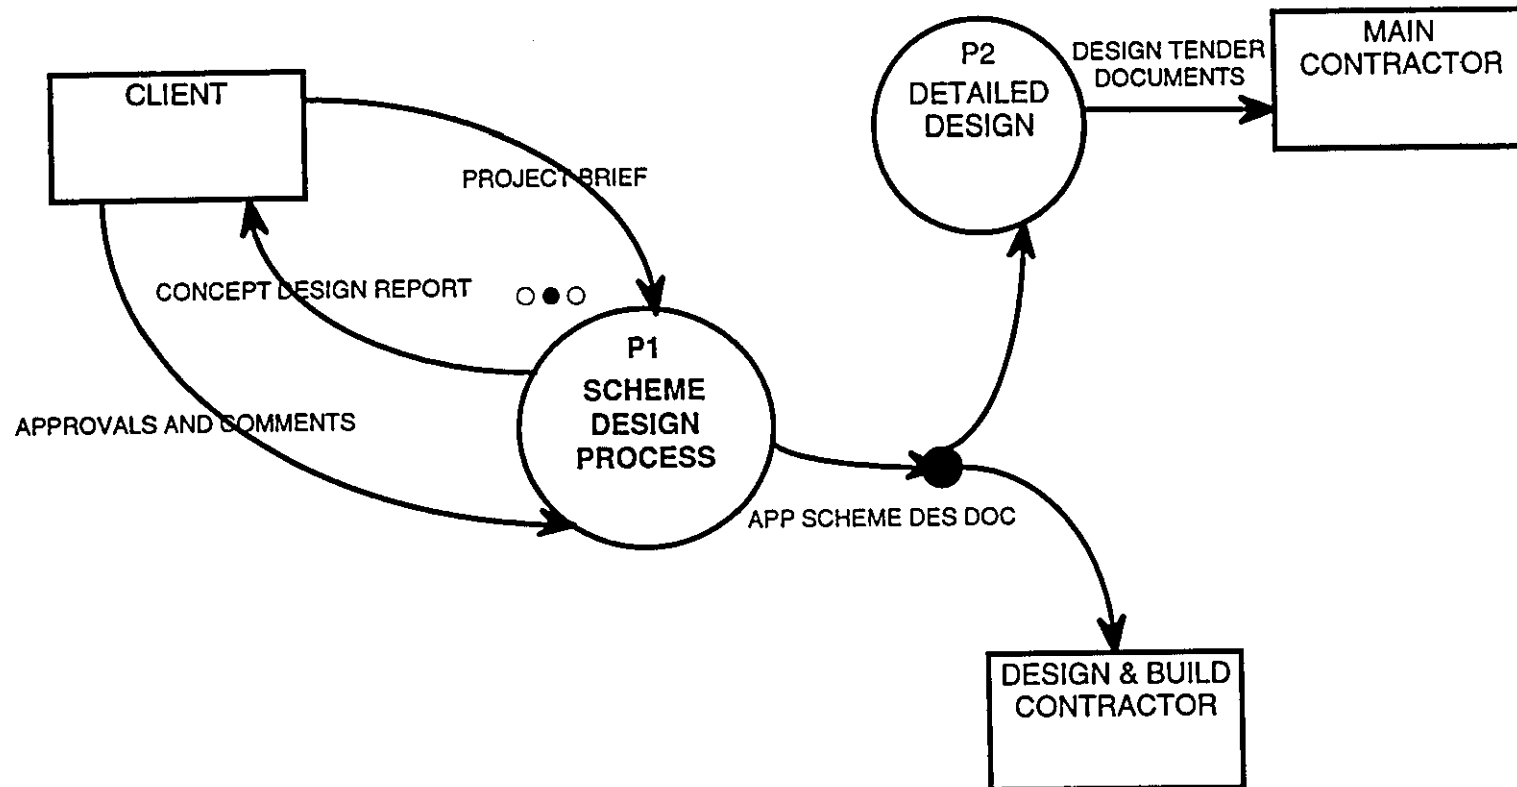 CLIENT
PROJECT BRIEF
CONCEPT DESIGN REPORT
APPROVALS AND COMMENTS
P1
SCHEME
DESIGN
PROCESS
APP SCHEME DES DOC
P2
DETAILED
DESIGN
DESIGN TENDER
DOCUMENTS
MAIN
CONTRACTOR
DESIGN & BUILD
CONTRACTOR